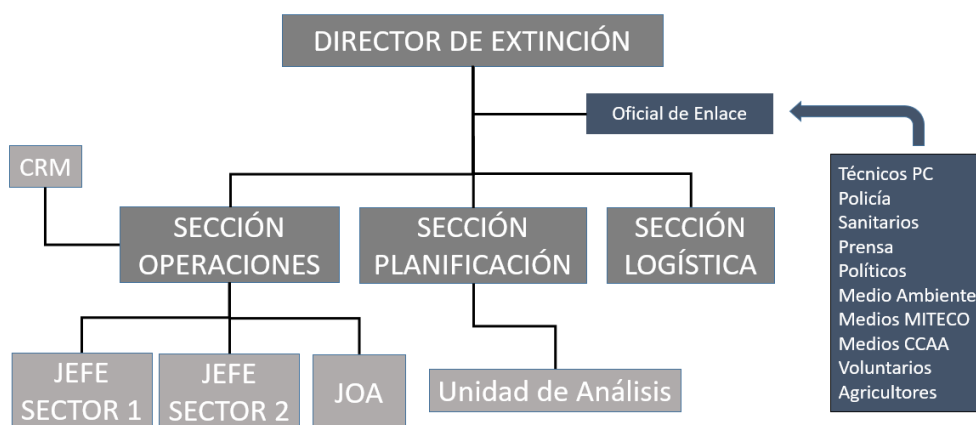 DIRECTOR DE EXTINCIÓN
Oficial de Enlace
CRM
Técnicos PC
Policía
Sanitarios
Prensa
Políticos
Medio Ambiente
Medios MITECO
Medios CCAA
Voluntarios
Agricultores
SECCIÓN
OPERACIONES
SECCIÓN
PLANIFICACIÓN
SECCIÓN
LOGÍSTICA
JEFE
SECTOR 1
JEFE
SECTOR 2
JOA
Unidad de Análisis